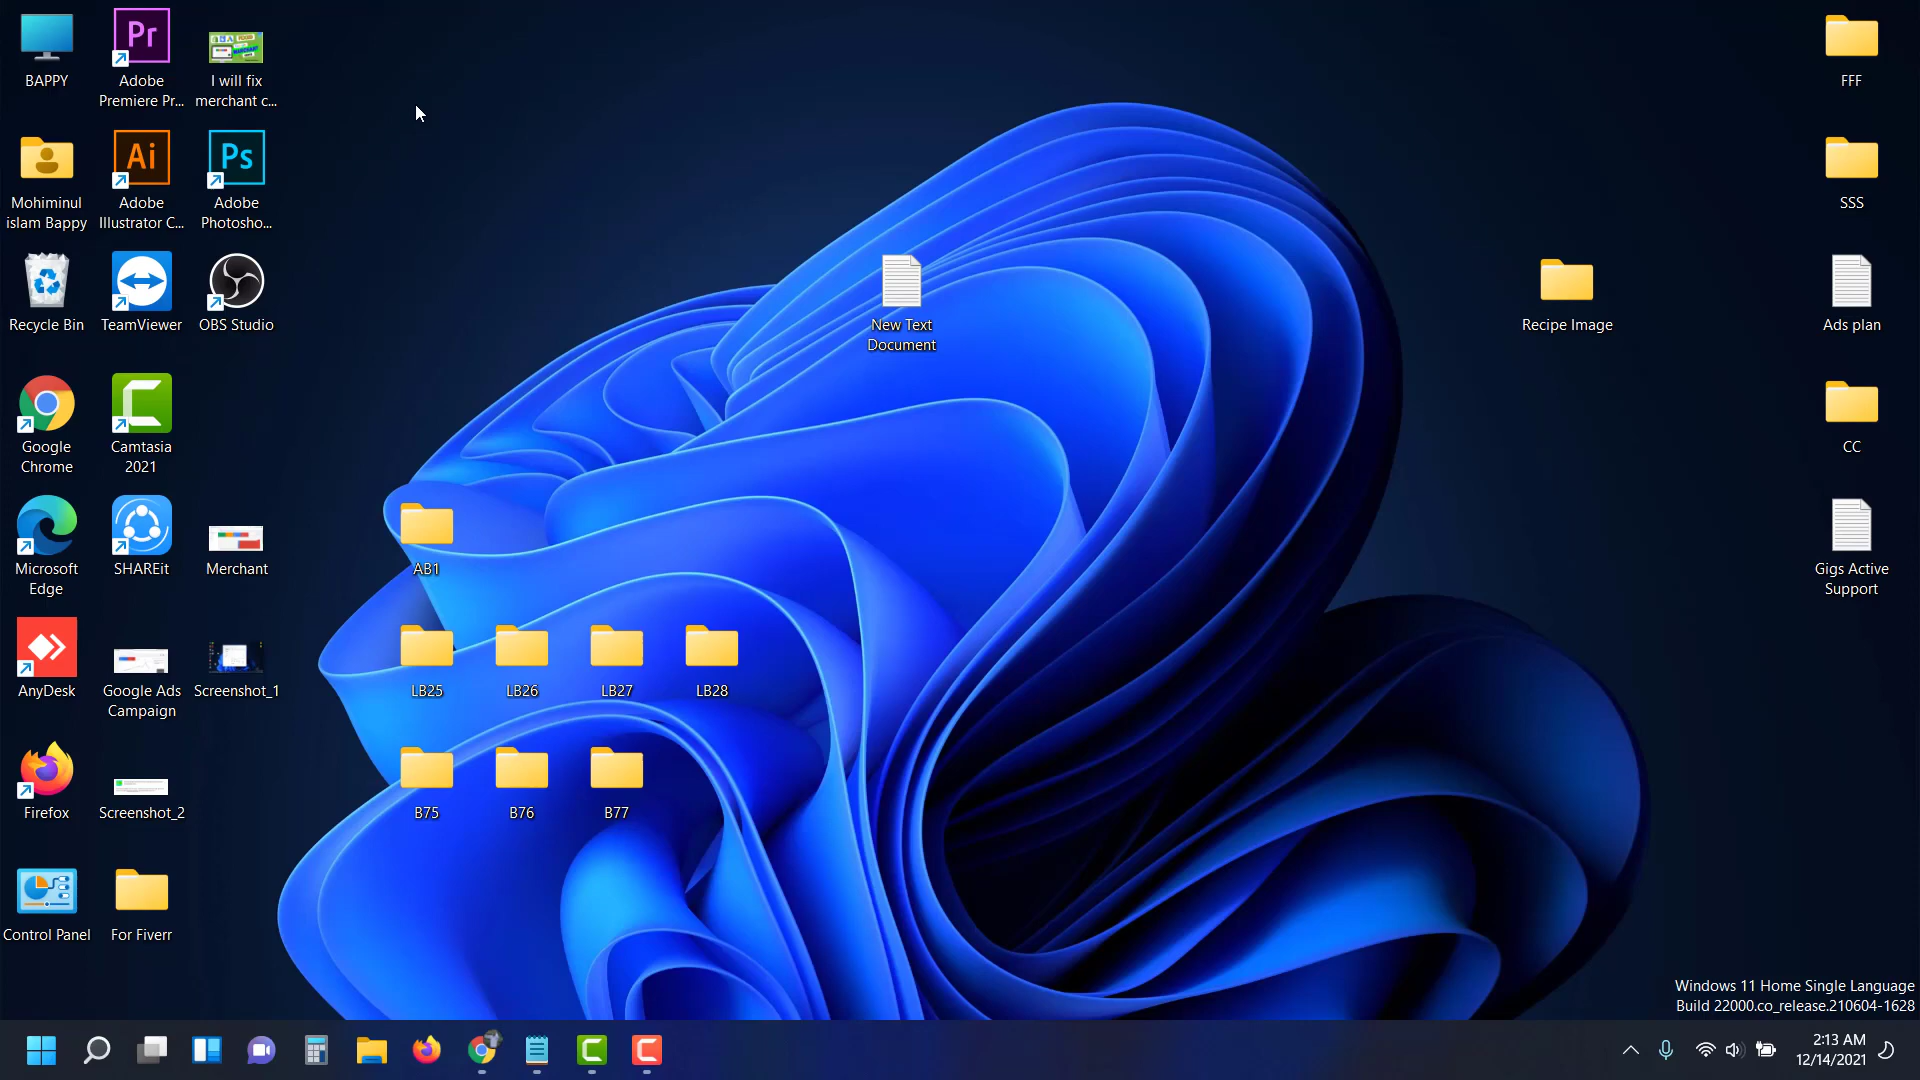 BAPPY
Adobe
Premiere Pr...
I will fix
merchant c...
FFF
Mohiminul
islam Bappy
Adobe
Illustrator C...
Adobe
Photosho...
SSS
Recycle Bin
TeamViewer
OBS Studio
New Text
Document
Recipe Image
Ads plan
Google
Chrome
Camtasia
2021
CC
Microsoft
Edge
SHAREit
Merchant
AB1
Gigs Active
Support
AnyDesk
Google Ads
Campaign
Screenshot_1
LB25
LB26
LB27
LB28
Firefox
Screenshot_2
B75
B76
B77
Control Panel
For Fiverr
Windows 11 Home Single Language
Build 22000.co_release.210604-1628
2:13 AM
12/14/2021
Pr
Ai
Ps